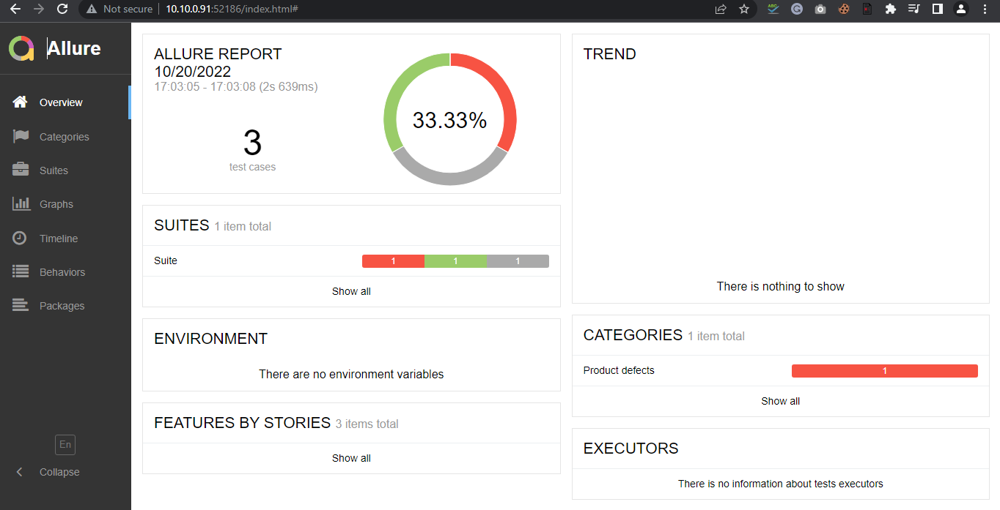 Not secure | 10.10.0.91:52186/index.html#
ABC
G
Allure
Overview
Categories
Suites
Graphs
Timeline
Behaviors
Packages
En
Collapse
ALLURE REPORT
10/20/2022
17:03:05 - 17:03:08 (2s 639ms)
3
test cases
33.33%
SUITES 1 item total
Suite 1 1 1
Show all
ENVIRONMENT
There are no environment variables
FEATURES BY STORIES 3 items total
Show all
TREND
There is nothing to show
CATEGORIES 1 item total
Product defects 1
Show all
EXECUTORS
There is no information about tests executors